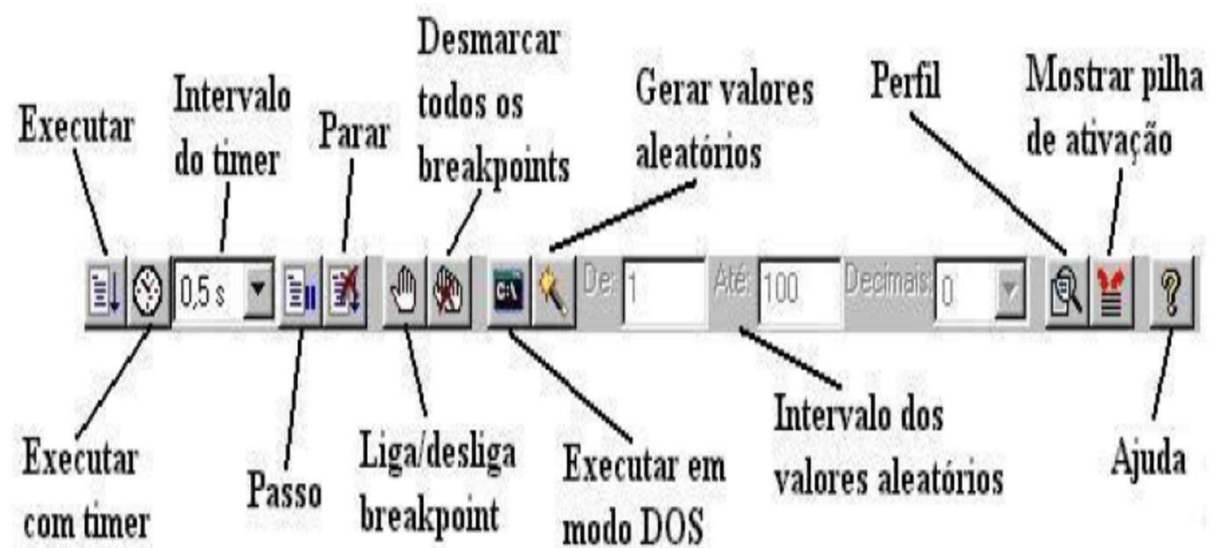 Executar
Intervalo
do timer
Parar
Desmarcar
todos os
breakpoints
Gerar valores
aleatórios
Perfil
Mostrar pilha
de ativação
0,5 s
C:\
De:
1
Até:
100
Decimais:
0
?
Executar
com timer
Passo
Liga/desliga
breakpoint
Executar em
modo DOS
Intervalo dos
valores aleatórios
Ajuda